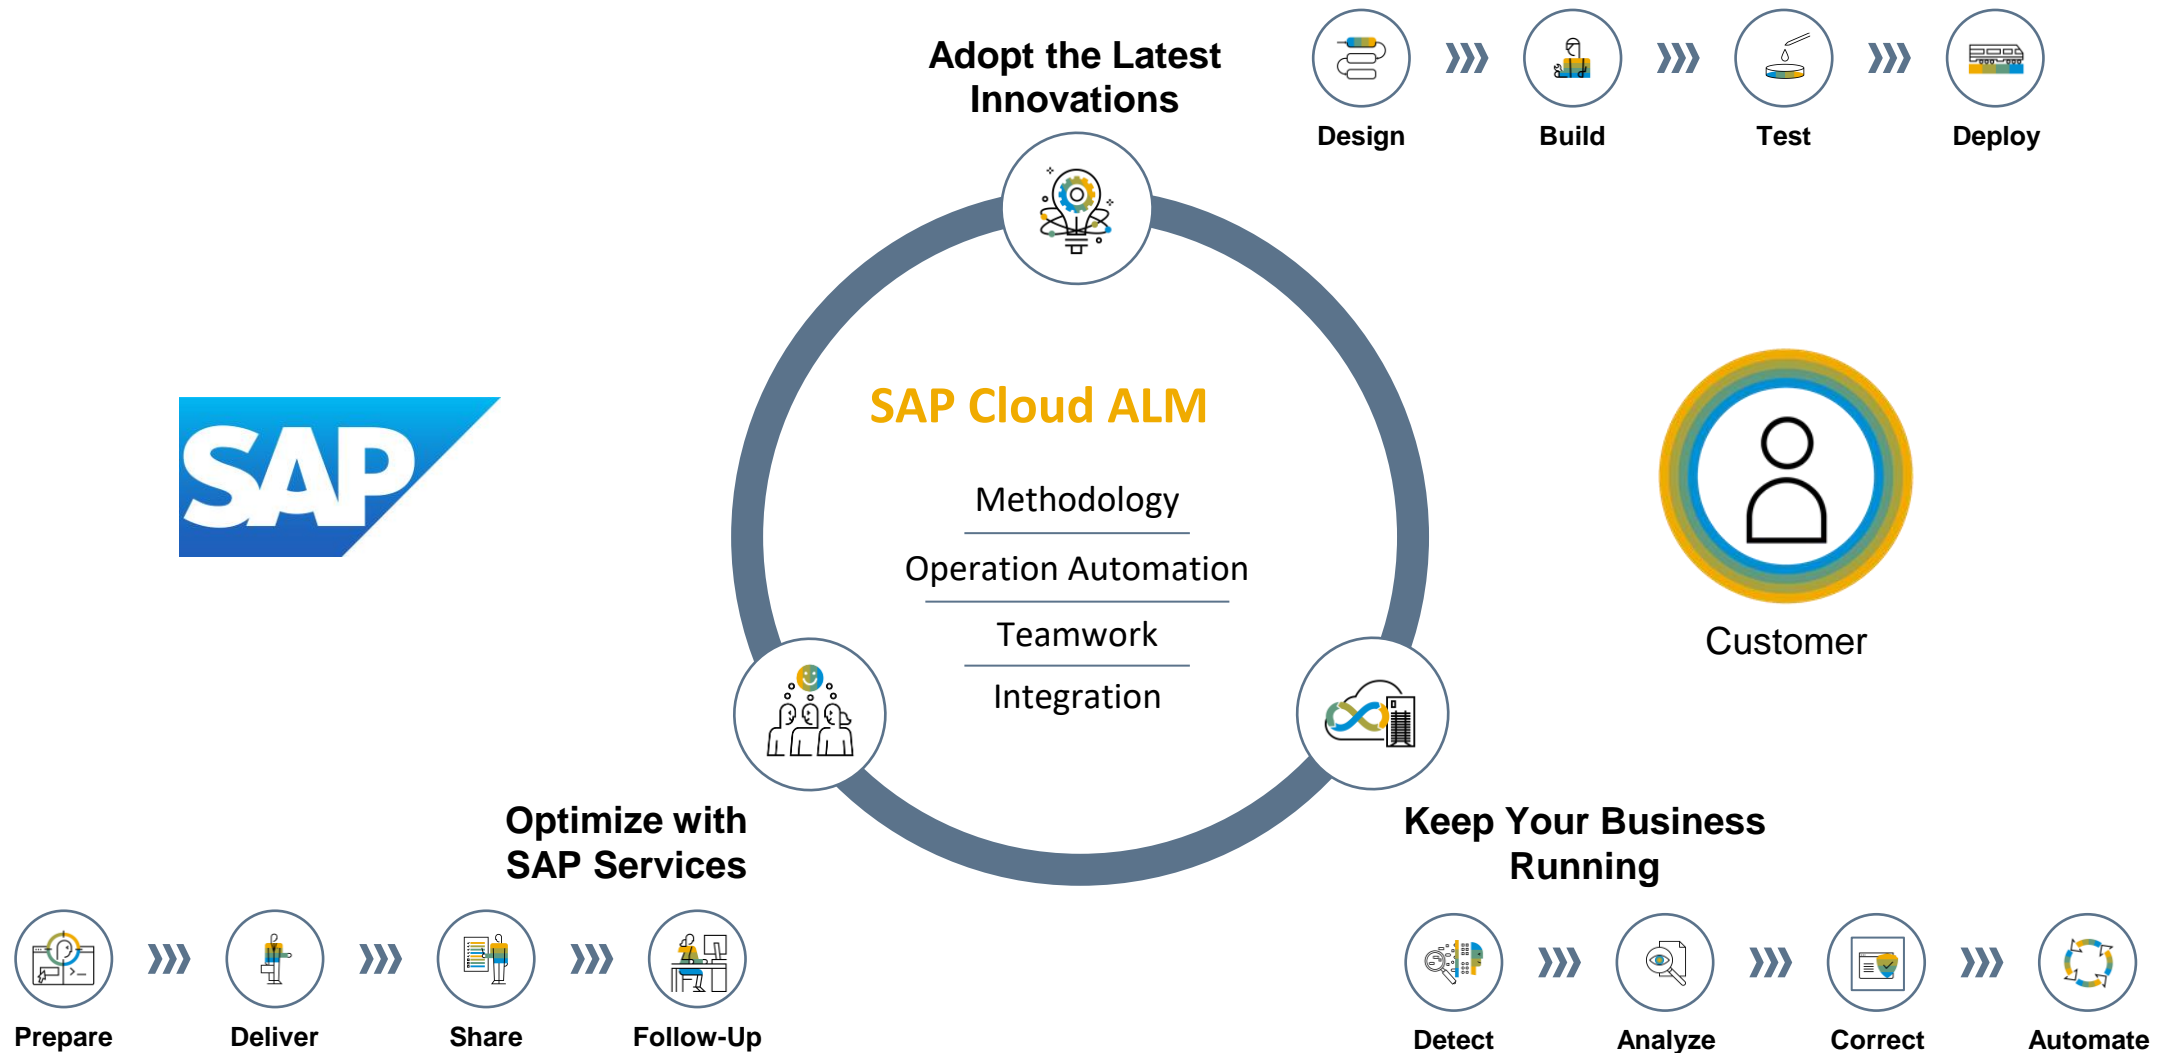 Adopt the Latest
Innovations
Design
Build
Test
Deploy
SAP
SAP Cloud ALM
Methodology
Operation Automation
Teamwork
Integration
Customer
Optimize with
SAP Services
Prepare
Deliver
Share
Follow-Up
Keep Your Business
Running
Detect
Analyze
Correct
Automate